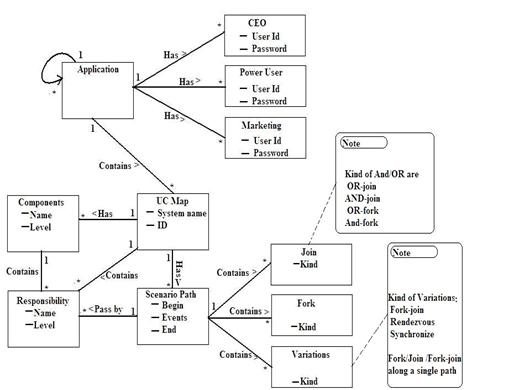 CEO
– User Id
– Password
Has >
Application
1
*
1
*
Has >
*
Power User
– User Id
– Password
Has >
*
Marketing
– User Id
– Password
1
Contains >
*
Note
Kind of And/OR are
OR-join
AND-join
OR-fork
And-fork
Components
– Name
– Level
* <Has 1
UC Map
– System name
– ID
1
Contains
*
1
<Contains
*
1
Has >
*
Join
– Kind
Note
Kind of Variations:
Fork-join
Rendezvous
Synchronize
Fork/Join /Fork-join
along a single path
Responsibility
– Name
– Level
* <Pass by 1
Scenario Path
– Begin
– Events
– End
1
Contains >
*
Contains >
*
Fork
– Kind
Contains >
*
Variations
– Kind